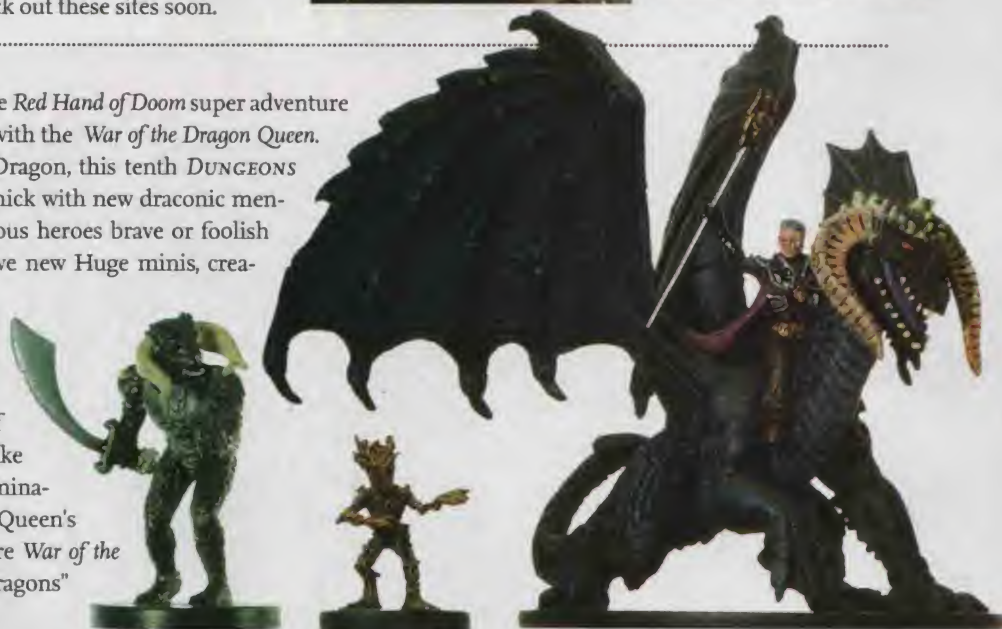 ck out these sites soon.
e Red Hand of Doom super adventure
with the War of the Dragon Queen.
Dragon, this tenth DUNGEONS
hick with new draconic men-
ous heroes brave or foolish
ve new Huge minis, crea-
ke
mina-
Queen's
re War of the
ragons"